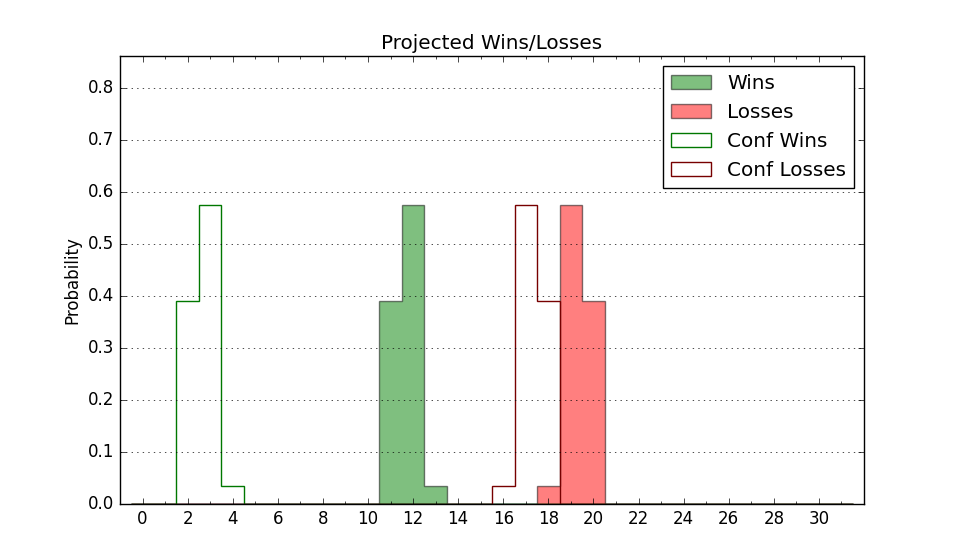 Projected Wins/Losses
Wins
Losses
Conf Wins
Conf Losses
Probability
0.8
0.7
0.6
0.5
0.4
0.3
0.2
0.1
0.0
0 2 4 6 8 10 12 14 16 18 20 22 24 26 28 30